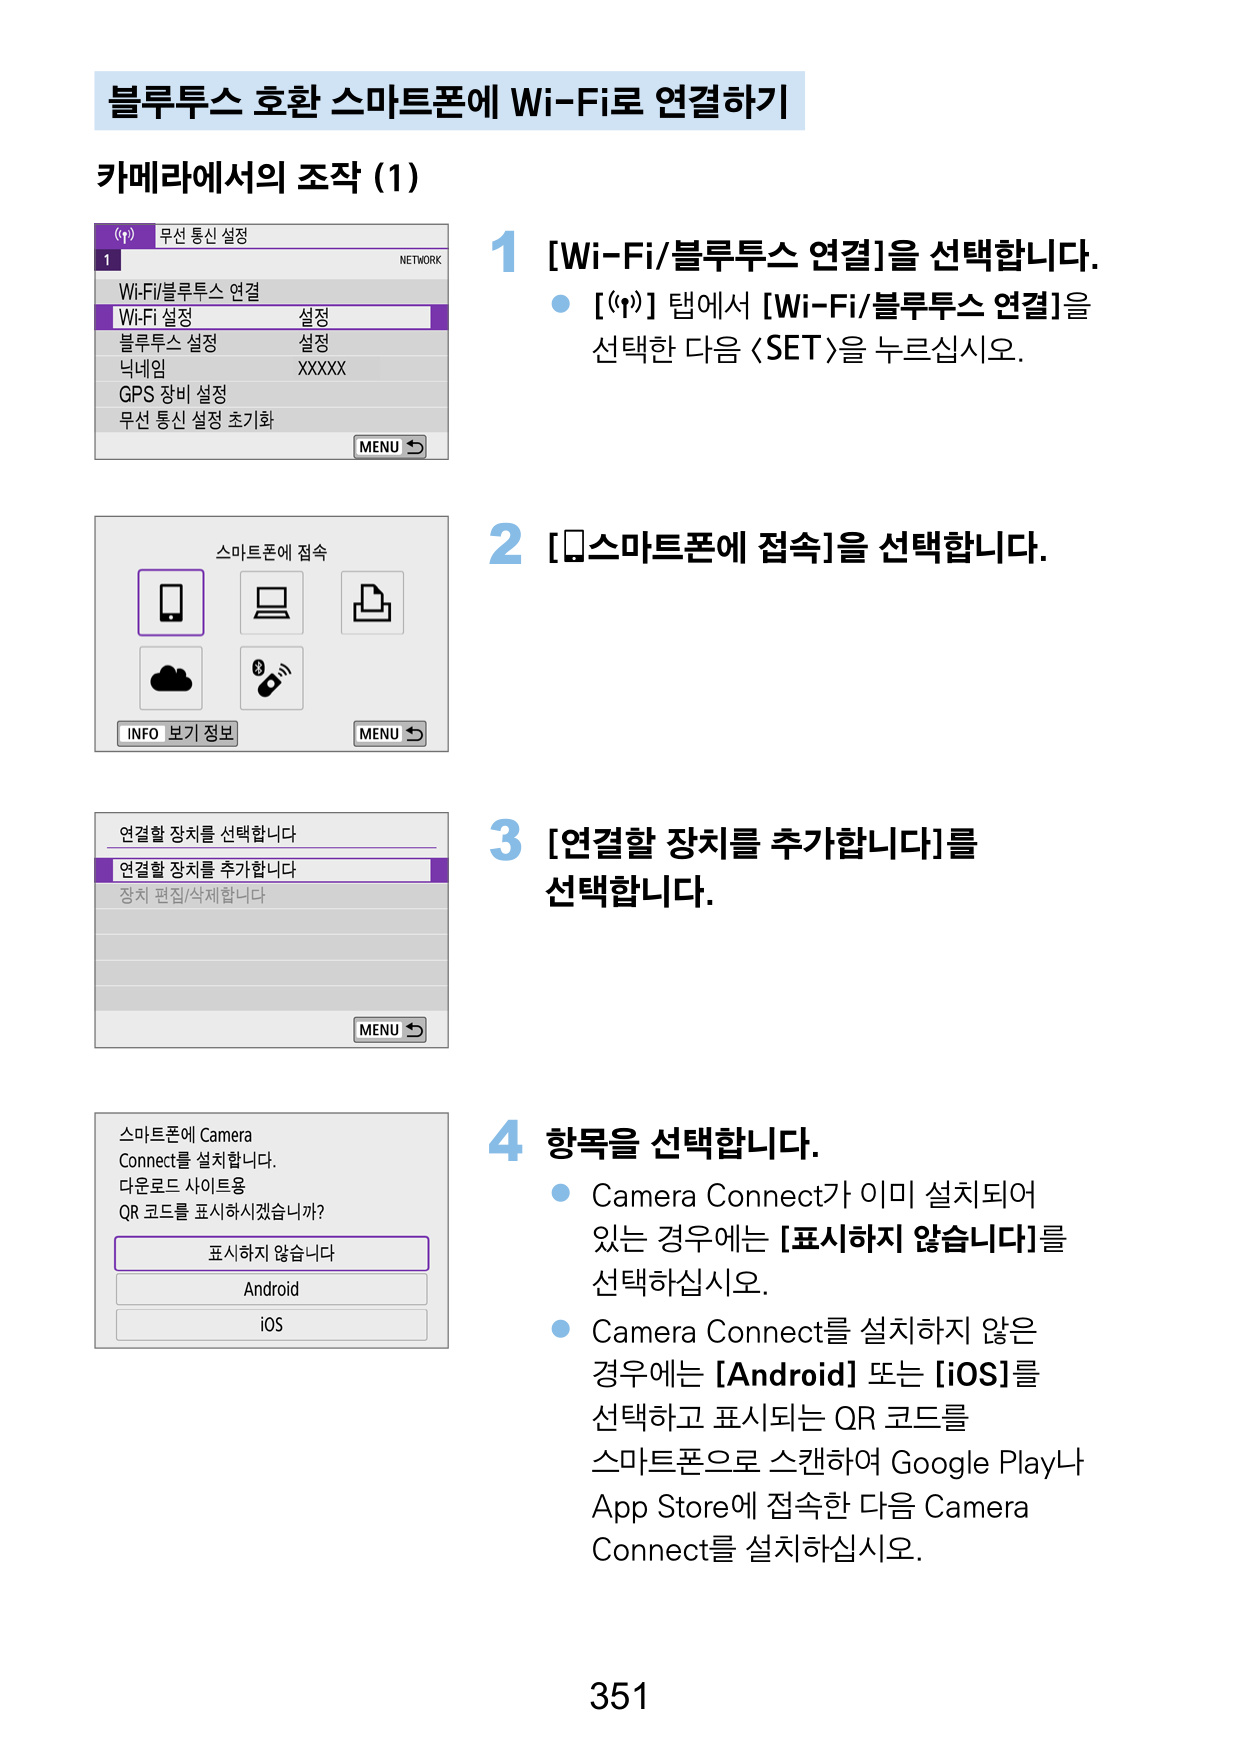 블루투스 호환 스마트폰에 Wi-Fi로 연결하기
카메라에서의 조작 (1)
무선 통신 설정
1 NETWORK
Wi-Fi/블루투스 연결
Wi-Fi 설정 설정
블루투스 설정 설정
닉네임 XXXXX
GPS 장비 설정
무선 통신 설정 초기화
MENU
1 [Wi-Fi/블루투스 연결]을 선택합니다.
● [] 탭에서 [Wi-Fi/블루투스 연결]을
선택한 다음 <SET>을 누르십시오.
스마트폰에 접속
INFO 보기 정보 MENU
2 [스마트폰에 접속]을 선택합니다.
연결할 장치를 선택합니다
연결할 장치를 추가합니다
장치 편집/삭제합니다
MENU
3 [연결할 장치를 추가합니다]를
선택합니다.
스마트폰에 Camera
Connect를 설치합니다.
다운로드 사이트용
QR 코드를 표시하시겠습니까?
표시하지 않습니다
Android
iOS
4 항목을 선택합니다.
● Camera Connect가 이미 설치되어
있는 경우에는 [표시하지 않습니다]를
선택하십시오.
● Camera Connect를 설치하지 않은
경우에는 [Android] 또는 [iOS]를
선택하고 표시되는 QR 코드를
스마트폰으로 스캔하여 Google Play나
App Store에 접속한 다음 Camera
Connect를 설치하십시오.
351